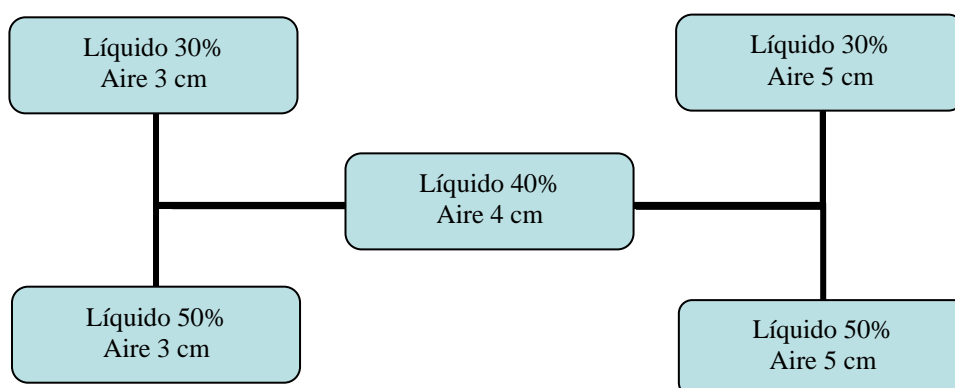 Líquido 30%
Aire 3 cm
Líquido 30%
Aire 5 cm
Líquido 40%
Aire 4 cm
Líquido 50%
Aire 3 cm
Líquido 50%
Aire 5 cm